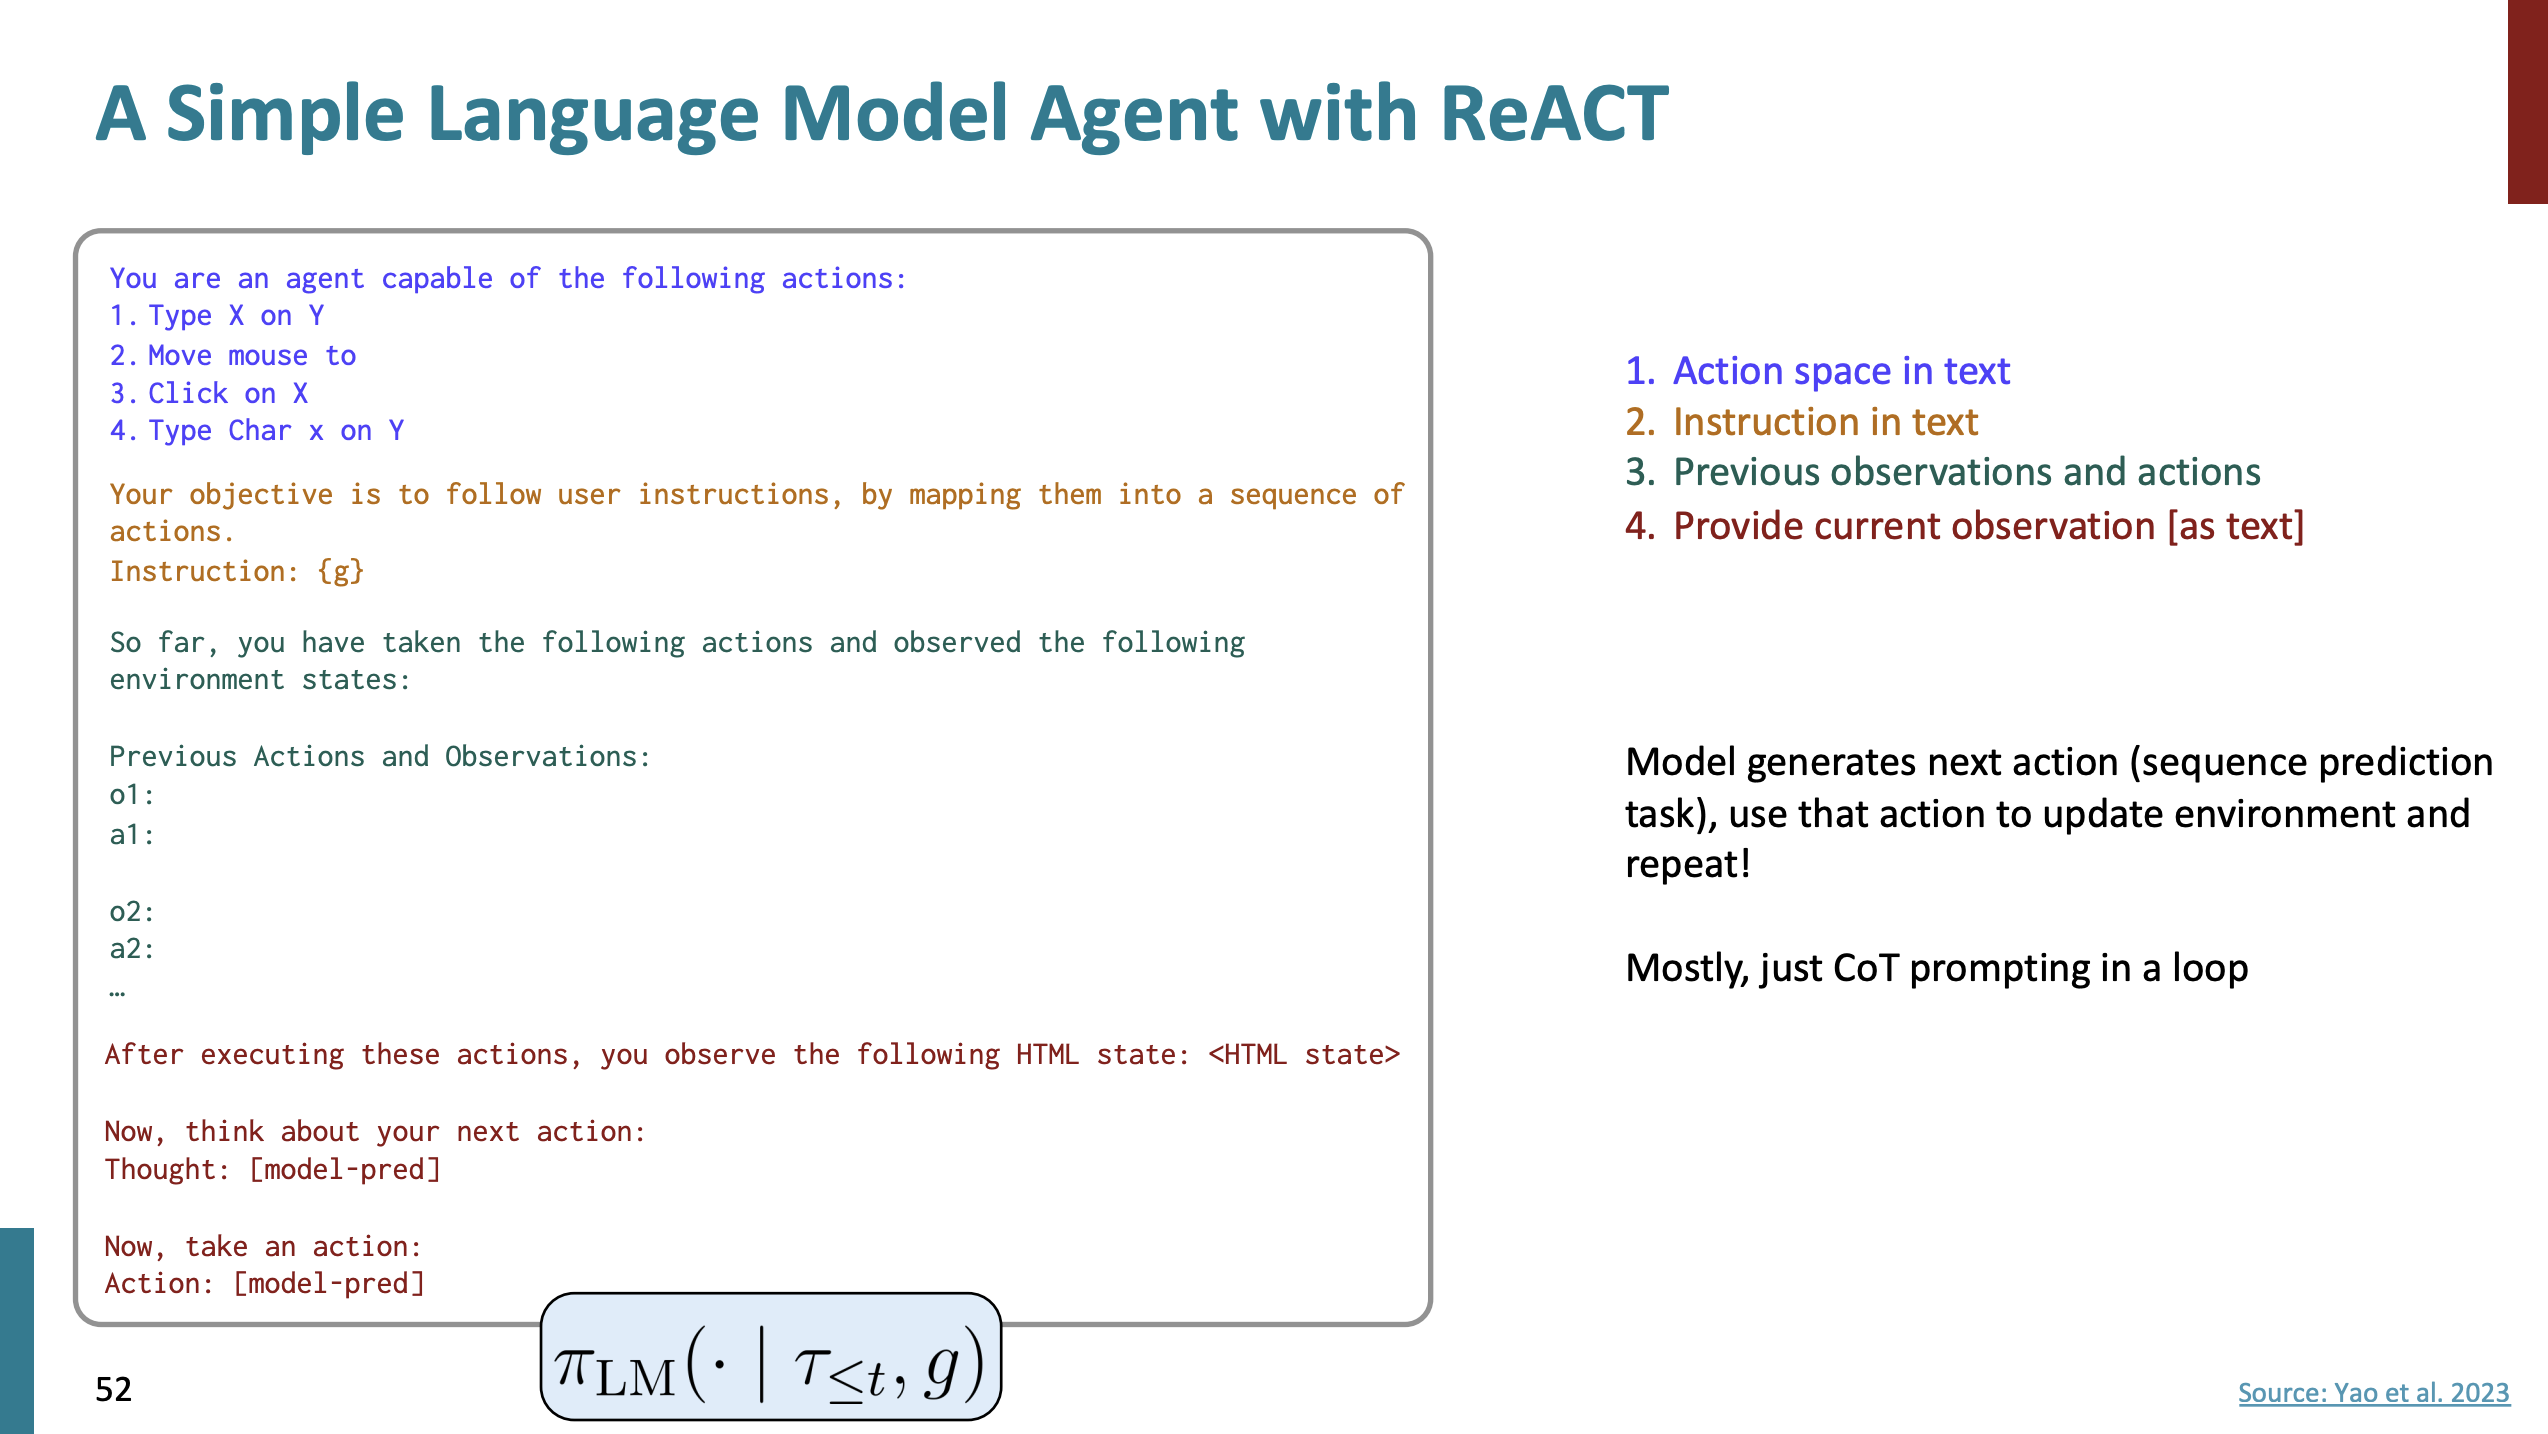 A Simple Language Model Agent with ReACT
You are an agent capable of the following actions:
1. Type X on Y
2. Move mouse to
3. Click on X
4. Type Char x on Y
Your objective is to follow user instructions, by mapping them into a sequence of
actions.
Instruction: {g}
So far, you have taken the following actions and observed the following
environment states:
Previous Actions and Observations:
o1:
a1:
o2:
a2:
…
After executing these actions, you observe the following HTML state: <HTML state>
Now, think about your next action:
Thought: [model-pred]
Now, take an action:
Action: [model-pred]
π_LM(· | τ_≤t, g)
1. Action space in text
2. Instruction in text
3. Previous observations and actions
4. Provide current observation [as text]
Model generates next action (sequence prediction
task), use that action to update environment and
repeat!
Mostly, just CoT prompting in a loop
52
Source: Yao et al. 2023